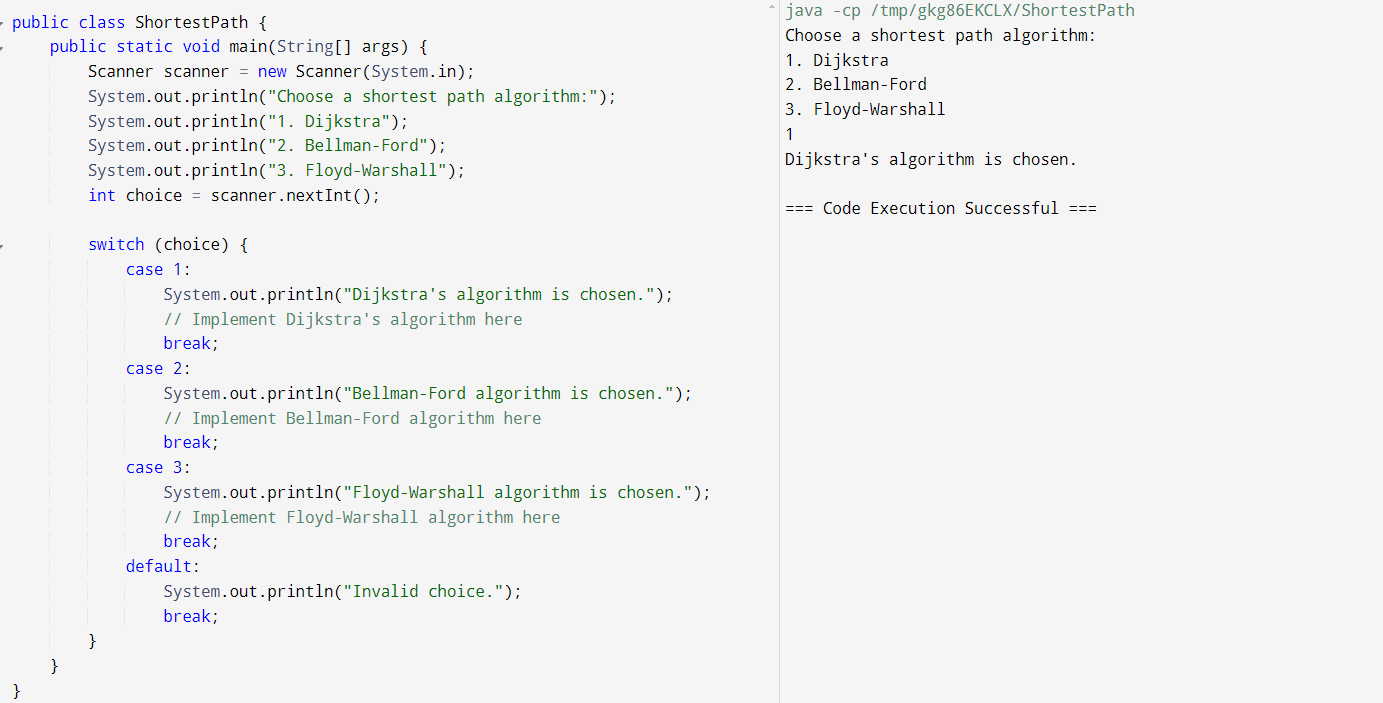 public class ShortestPath {
    public static void main(String[] args) {
        Scanner scanner = new Scanner(System.in);
        System.out.println("Choose a shortest path algorithm:");
        System.out.println("1. Dijkstra");
        System.out.println("2. Bellman-Ford");
        System.out.println("3. Floyd-Warshall");
        int choice = scanner.nextInt();

        switch (choice) {
            case 1:
                System.out.println("Dijkstra's algorithm is chosen.");
                // Implement Dijkstra's algorithm here
                break;
            case 2:
                System.out.println("Bellman-Ford algorithm is chosen.");
                // Implement Bellman-Ford algorithm here
                break;
            case 3:
                System.out.println("Floyd-Warshall algorithm is chosen.");
                // Implement Floyd-Warshall algorithm here
                break;
            default:
                System.out.println("Invalid choice.");
                break;
        }
    }
}
java -cp /tmp/gkg86EKCLX/ShortestPath
Choose a shortest path algorithm:
1. Dijkstra
2. Bellman-Ford
3. Floyd-Warshall
1
Dijkstra's algorithm is chosen.

=== Code Execution Successful ===